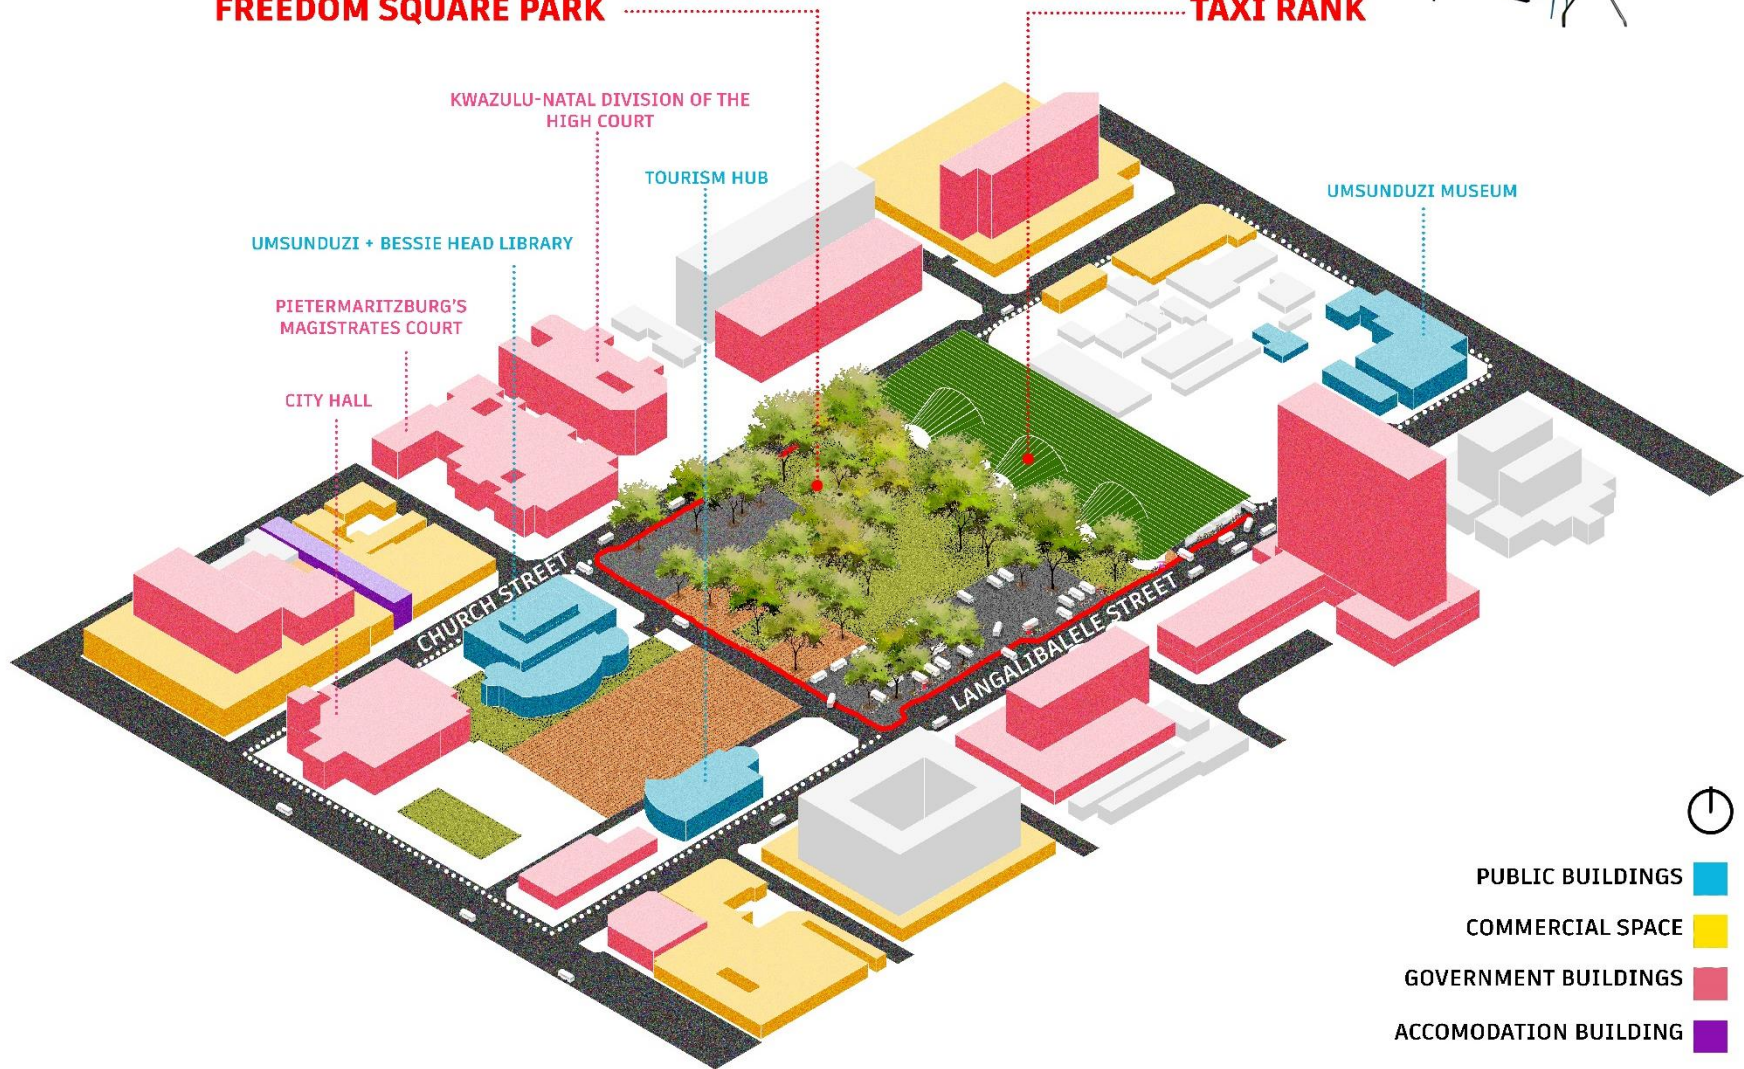 FREEDOM SQUARE PARK
TAXI RANK
KWAZULU-NATAL DIVISION OF THE
HIGH COURT
TOURISM HUB
UMSUNDUZI MUSEUM
UMSUNDUZI + BESSIE HEAD LIBRARY
PIETERMARITZBURG'S
MAGISTRATES COURT
CITY HALL
CHURCH STREET
LANGALIBALELE STREET
PUBLIC BUILDINGS
COMMERCIAL SPACE
GOVERNMENT BUILDINGS
ACCOMODATION BUILDING